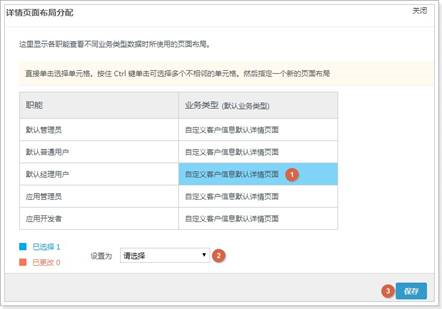 详情页面布局分配 关闭
这里显示各职能查看不同业务类型数据时所使用的页面布局。
直接单击选择单元格。按住 Ctrl 键单击可选择多个不相邻的单元格。然后指定一个新的页面布局
职能 业务类型 (默认业务类型)
默认管理员 自定义客户信息默认详情页面
默认普通用户 自定义客户信息默认详情页面
默认经理用户 自定义客户信息默认详情页面 1
应用管理员 自定义客户信息默认详情页面
应用开发者 自定义客户信息默认详情页面
已选择 1
设置为 请选择 2
已更改 0
3 保存